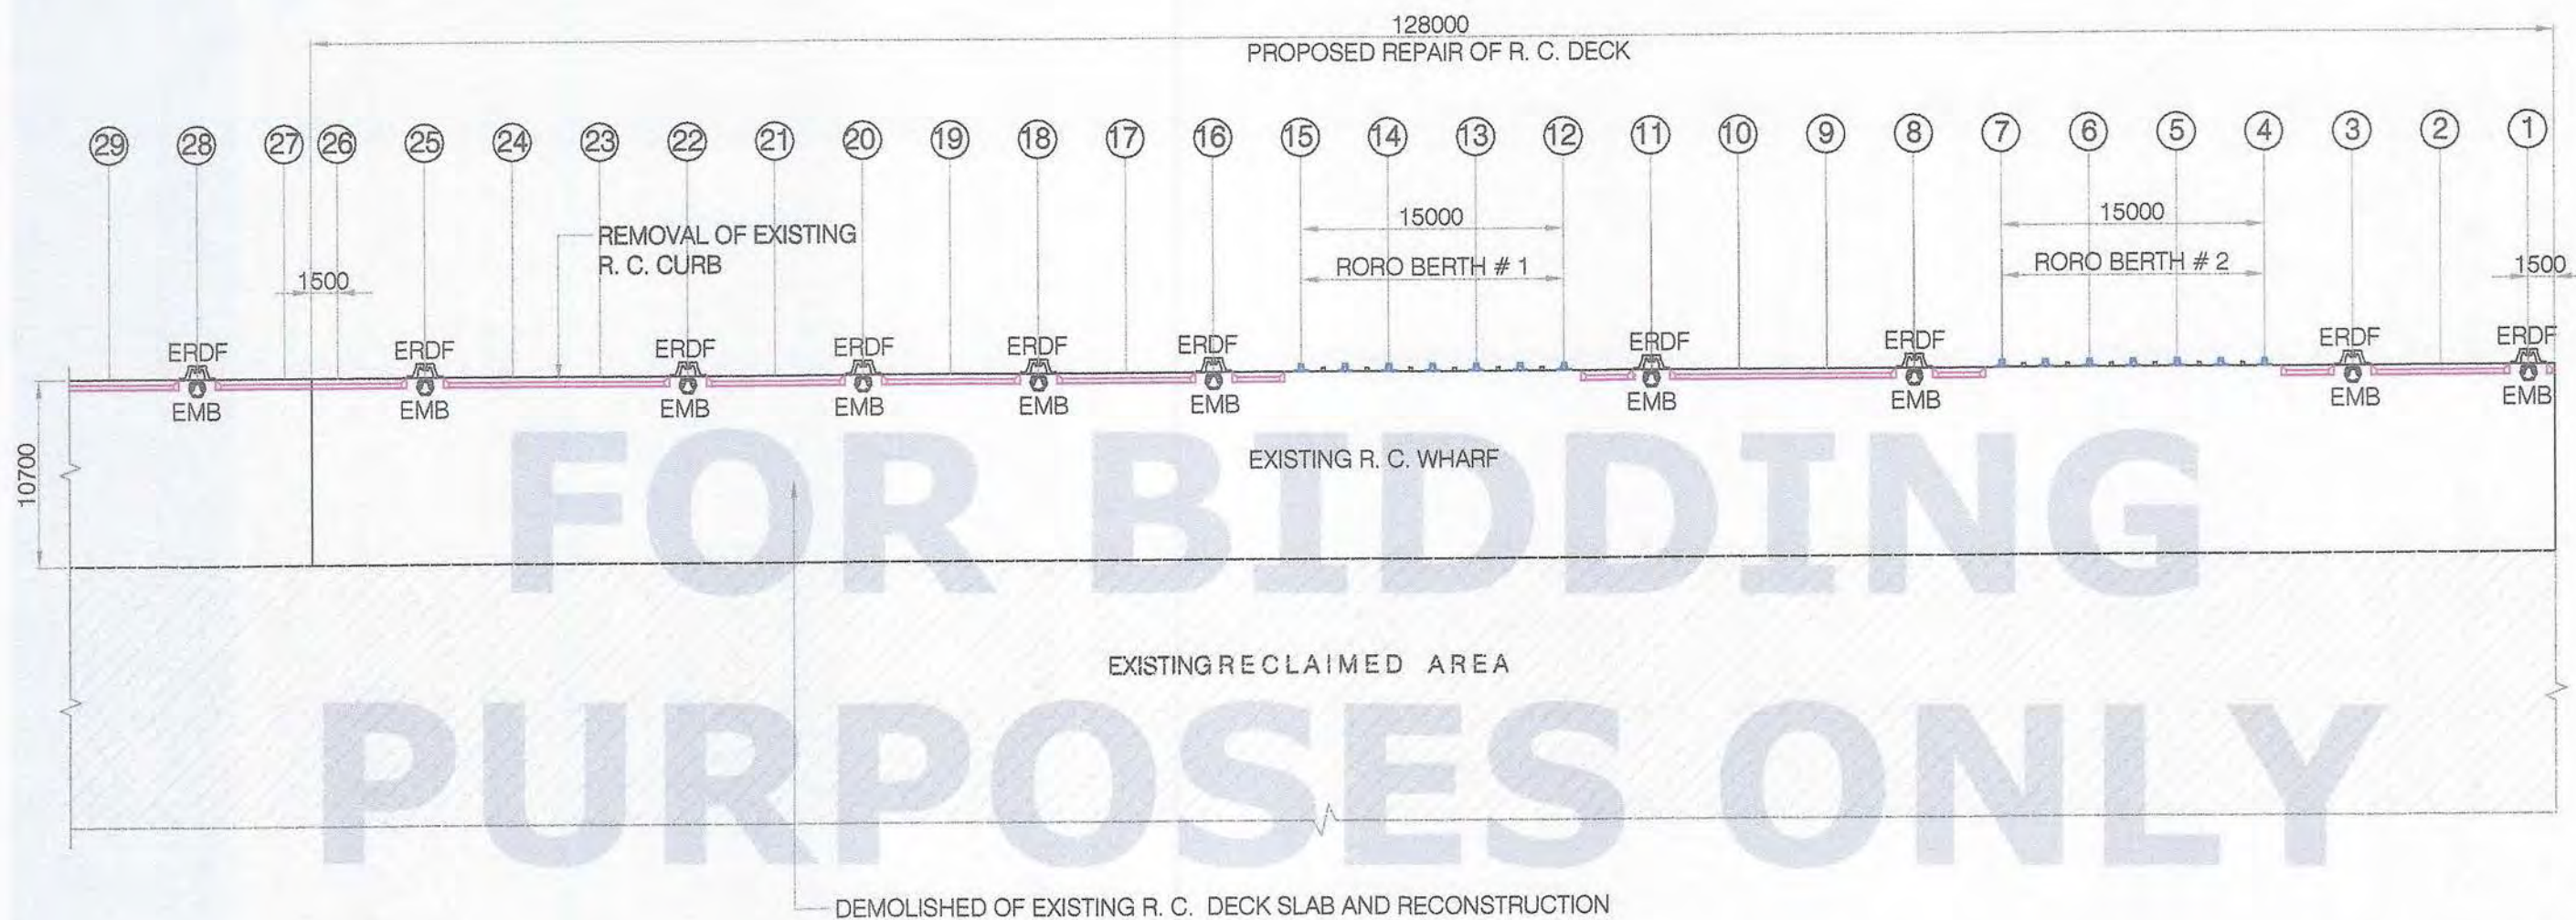 128000
PROPOSED REPAIR OF R. C. DECK
29 28 27 26 25 24 23 22 21 20 19 18 17 16 15 14 13 12 11 10 9 8 7 6 5 4 3 2 1
REMOVAL OF EXISTING
R. C. CURB
15000
15000
RORO BERTH # 1
RORO BERTH # 2
1500
1500
ERDF ERDF ERDF ERDF ERDF ERDF ERDF ERDF ERDF ERDF
EMB EMB EMB EMB EMB EMB EMB EMB EMB EMB
10700
EXISTING R. C. WHARF
FOR BIDDING
EXISTING RECLAIMED AREA
PURPOSES ONLY
DEMOLISHED OF EXISTING R. C. DECK SLAB AND RECONSTRUCTION